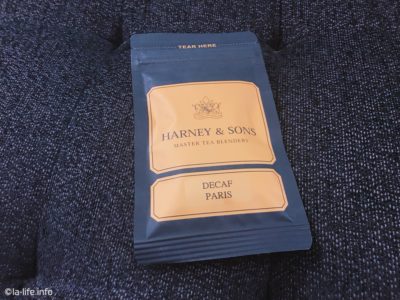 TEAR HERE
HARNEY & SONS
MASTER TEA BLENDERS
DECAF
PARIS
©la-life.info